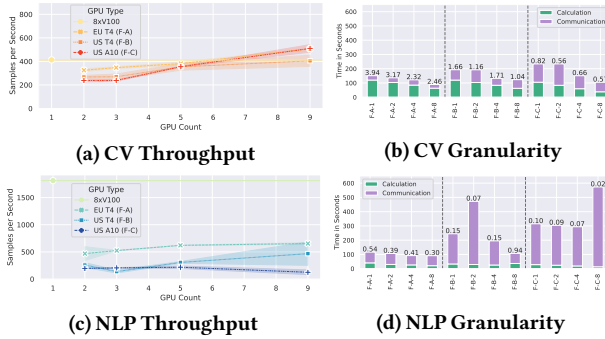 GPU Type
8xV100
EU T4 (F-A)
US T4 (F-B)
US A10 (F-C)
Samples per Second
800
600
400
200
0
1 2 3 4 5 6 7 8 9
GPU Count
(a) CV Throughput
Calculation
Communication
Time in Seconds
600
500
400
300
200
100
0
3.94 3.17 2.32 2.46 1.66 1.16 1.71 1.04 0.82 0.56 0.66 0.51
F-A-1 F-A-2 F-A-4 F-A-8 F-B-1 F-B-2 F-B-4 F-B-8 F-C-1 F-C-2 F-C-4 F-C-8
(b) CV Granularity
GPU Type
8xV100
EU T4 (F-A)
US T4 (F-B)
US A10 (F-C)
Samples per Second
1500
1000
500
0
1 2 3 4 5 6 7 8 9
GPU Count
(c) NLP Throughput
Calculation
Communication
Time in Seconds
600
500
400
300
200
100
0
0.54 0.39 0.41 0.30 0.15 0.07 0.15 0.94 0.10 0.09 0.07 0.02
F-A-1 F-A-2 F-A-4 F-A-8 F-B-1 F-B-2 F-B-4 F-B-8 F-C-1 F-C-2 F-C-4 F-C-8
(d) NLP Granularity